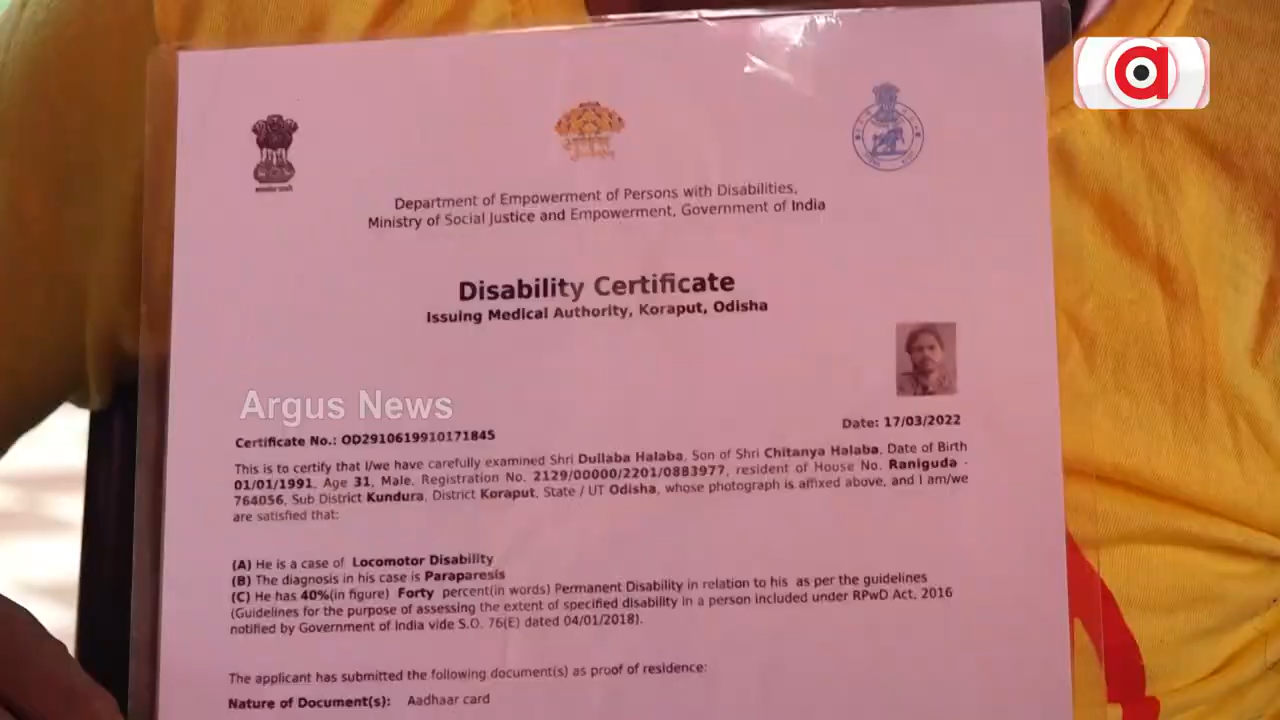 Department of Empowerment of Persons with Disabilities,
Ministry of Social Justice and Empowerment, Government of India
Disability Certificate
Issuing Medical Authority, Koraput, Odisha
Argus News
Date: 17/03/2022
Certificate No.: OD2910619910171845
This is to certify that I/we have carefully examined Shri Dullaba Halaba, Son of Shri Chitanya Halaba, Date of Birth
01/01/1991, Age 31, Male, Registration No. 2129/00000/2201/0883977, resident of House No. Raniguda -
764056, Sub District Kundura, District Koraput, State / UT Odisha, whose photograph is affixed above, and I am/we
are satisfied that:
(A) He is a case of Locomotor Disability
(B) The diagnosis in his case is Paraparesis
(C) He has 40%(in figure) Forty percent(in words) Permanent Disability in relation to his as per the guidelines
(Guidelines for the purpose of assessing the extent of specified disability in a person included under RPwD Act, 2016
notified by Government of India vide S.O. 76(E) dated 04/01/2018).
The applicant has submitted the following document(s) as proof of residence:
Nature of Document(s): Aadhaar card